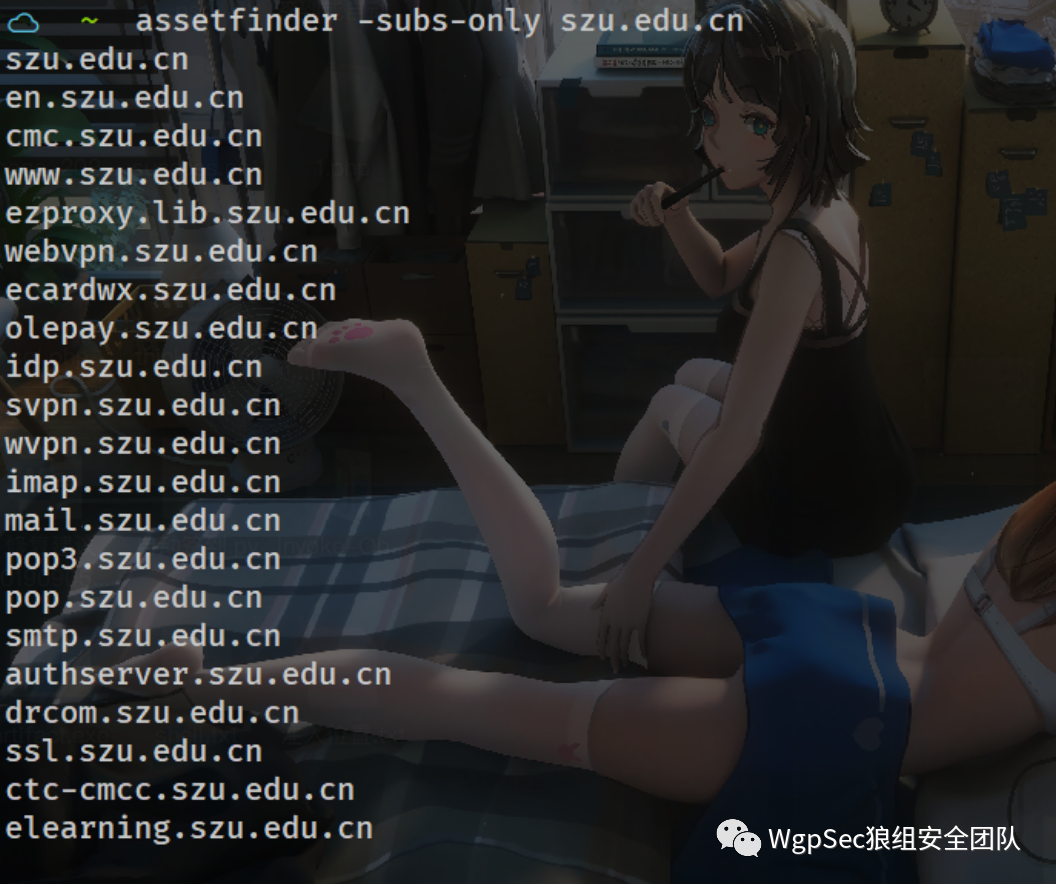 ~ assetfinder -subs-only szu.edu.cn
szu.edu.cn
en.szu.edu.cn
cmc.szu.edu.cn
www.szu.edu.cn
ezproxy.lib.szu.edu.cn
webvpn.szu.edu.cn
ecardwx.szu.edu.cn
olepay.szu.edu.cn
idp.szu.edu.cn
svpn.szu.edu.cn
wvpn.szu.edu.cn
imap.szu.edu.cn
mail.szu.edu.cn
pop3.szu.edu.cn
pop.szu.edu.cn
smtp.szu.edu.cn
authserver.szu.edu.cn
drcom.szu.edu.cn
ssl.szu.edu.cn
ctc-cmcc.szu.edu.cn
elearning.szu.edu.cn
WgpSec狼组安全团队